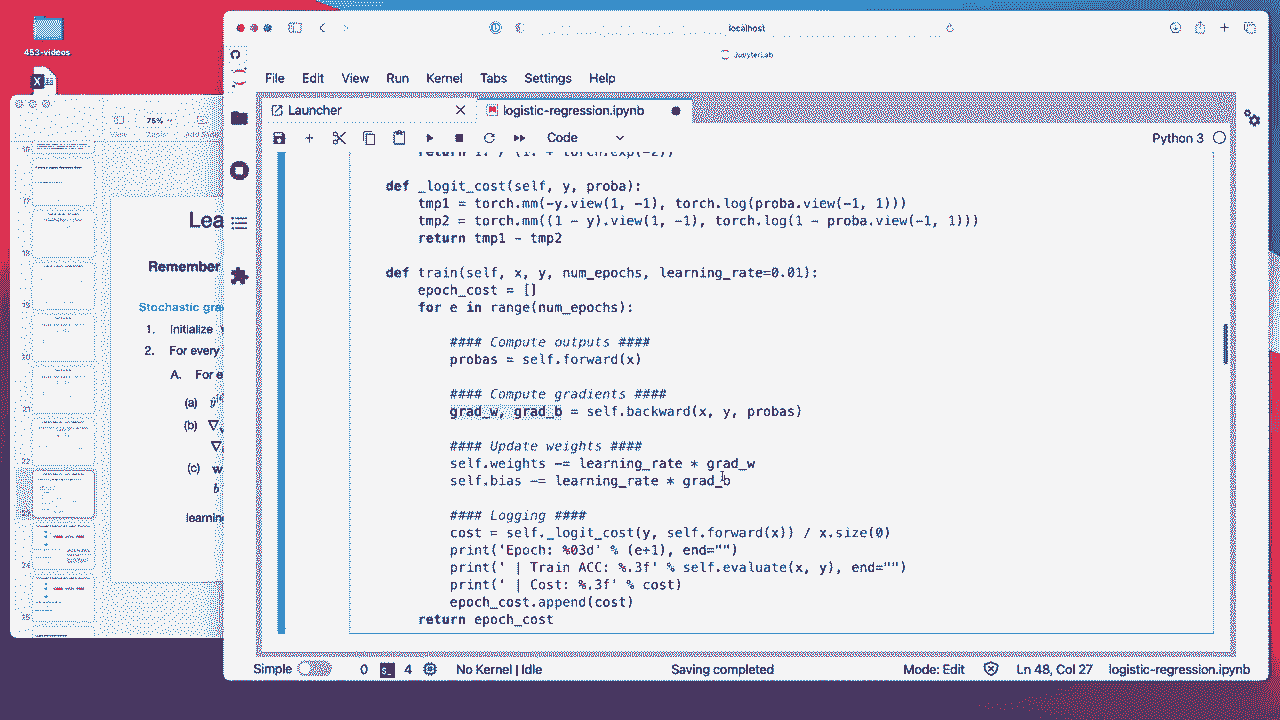 453-videos
localhost
JupyterLab
File Edit View Run Kernel Tabs Settings Help
Launcher
logistic-regression.ipynb
Code
Python 3
75%
Lea
Remember
Stochastic gra
1. Initialize
2. For every
A. For e
(a)
(b)
(c)
learning
return 1. / (1. + torch.exp(-z))
def _logit_cost(self, y, proba):
tmp1 = torch.mm(-y.view(1, -1), torch.log(proba.view(-1, 1)))
tmp2 = torch.mm((1 - y).view(1, -1), torch.log(1 - proba.view(-1, 1)))
return tmp1 - tmp2
def train(self, x, y, num_epochs, learning_rate=0.01):
epoch_cost = []
for e in range(num_epochs):
#### Compute outputs ####
probas = self.forward(x)
#### Compute gradients ####
grad_w, grad_b = self.backward(x, y, probas)
#### Update weights ####
self.weights -= learning_rate * grad_w
self.bias -= learning_rate * grad_b
#### Logging ####
cost = self._logit_cost(y, self.forward(x)) / x.size(0)
print('Epoch: %03d' % (e+1), end="")
print(' | Train ACC: %.3f' % self.evaluate(x, y), end="")
print(' | Cost: %.3f' % cost)
epoch_cost.append(cost)
return epoch_cost
Simple 0 4 No Kernel | Idle Saving completed Mode: Edit Ln 48, Col 27 logistic-regression.ipynb